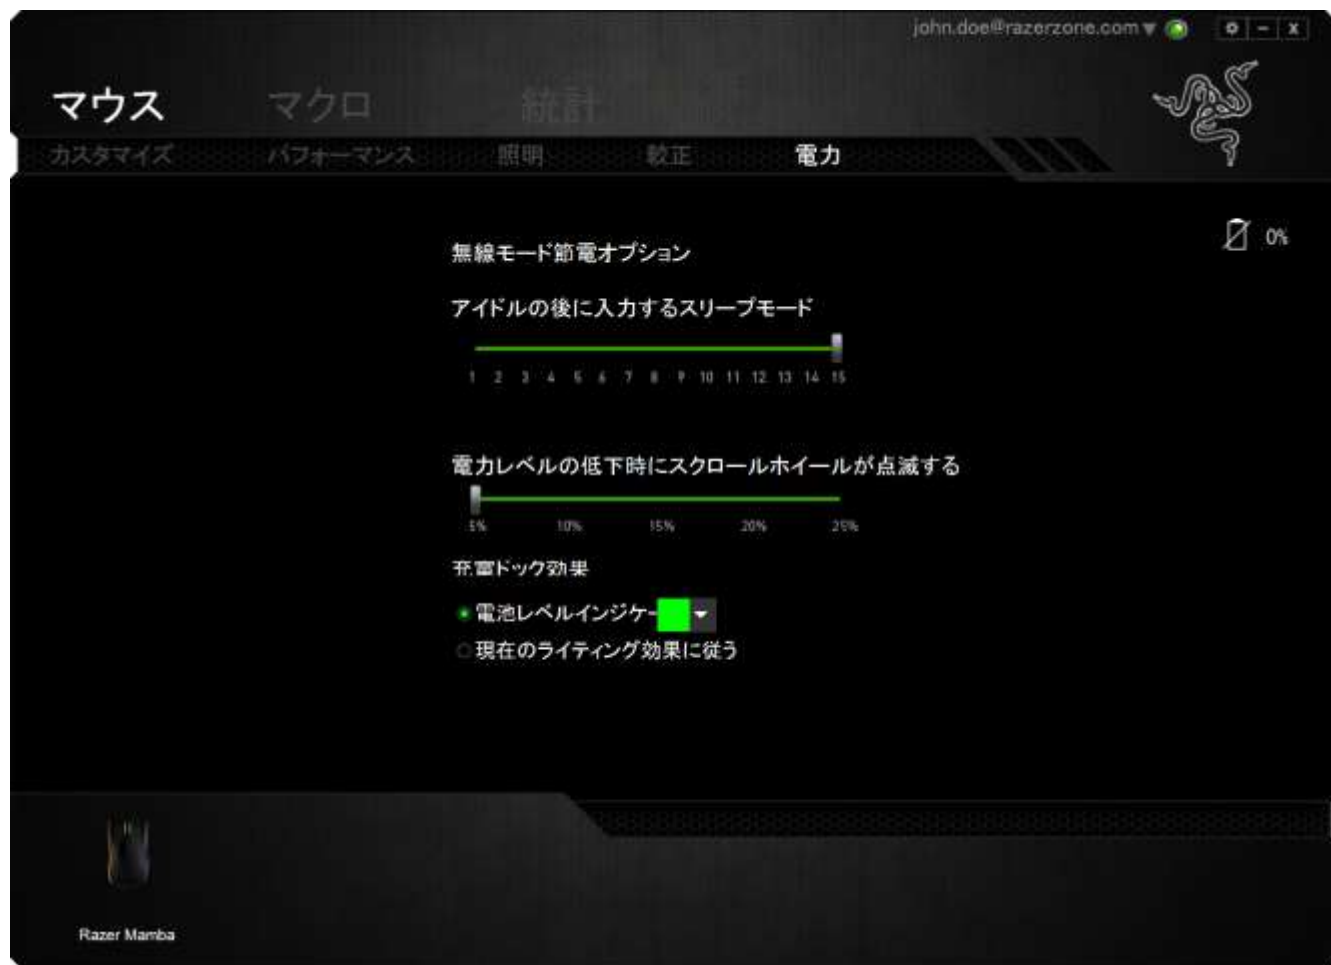 john.doe@razerzone.com
マウス マクロ 統計
カスタマイズ パフォーマンス 照明 較正 電力
0%
無線モード節電オプション
アイドルの後に入力するスリープモード
1 2 3 4 5 6 7 8 9 10 11 12 13 14 15
電力レベルの低下時にスクロールホイールが点滅する
5% 10% 15% 20% 25%
充電ドック効果
電池レベルインジケー
現在のライティング効果に従う
Razer Mamba